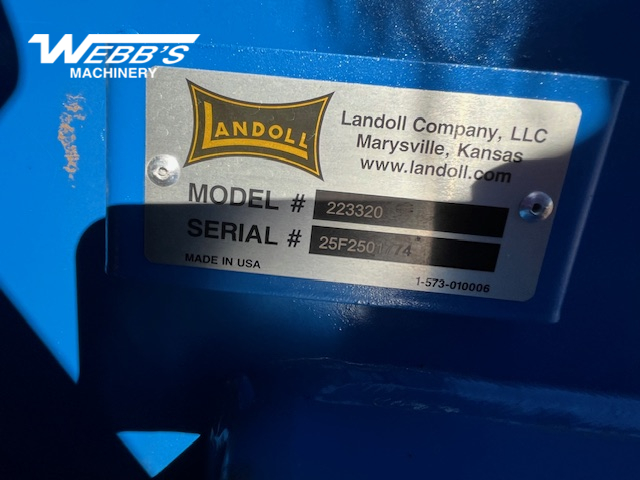 WEBB'S
MACHINERY
LANDOLL
Landoll Company, LLC
Marysville, Kansas
www.landoll.com
MODEL # 223320
SERIAL #
MADE IN USA
1-573-010006